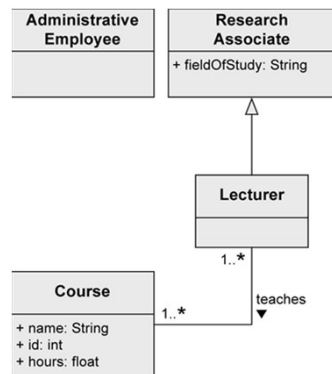 Administrative
Employee
Research
Associate
+ fieldOfStudy: String
Lecturer
1..*
teaches
Course
1..*
+ name: String
+ id: int
+ hours: float